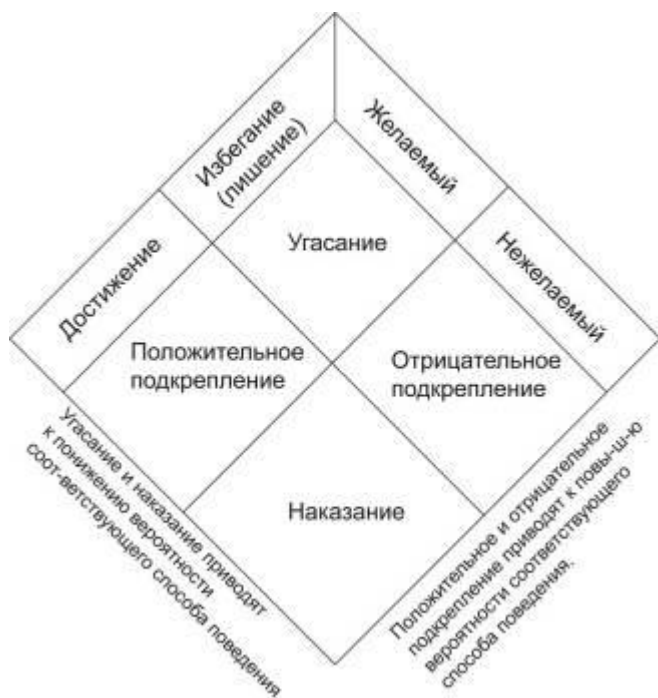 Избегание
(лишение)
Желаемый
Достижение
Нежелаемый
Угасание
Положительное
подкрепление
Отрицательное
подкрепление
Наказание
Угасание и наказание приводят
к понижению вероятности
соот-ветствующего способа поведения
Положительное и отрицательное
подкрепление приводят к повы-ш-ю
вероятности соответствующего
способа поведения.